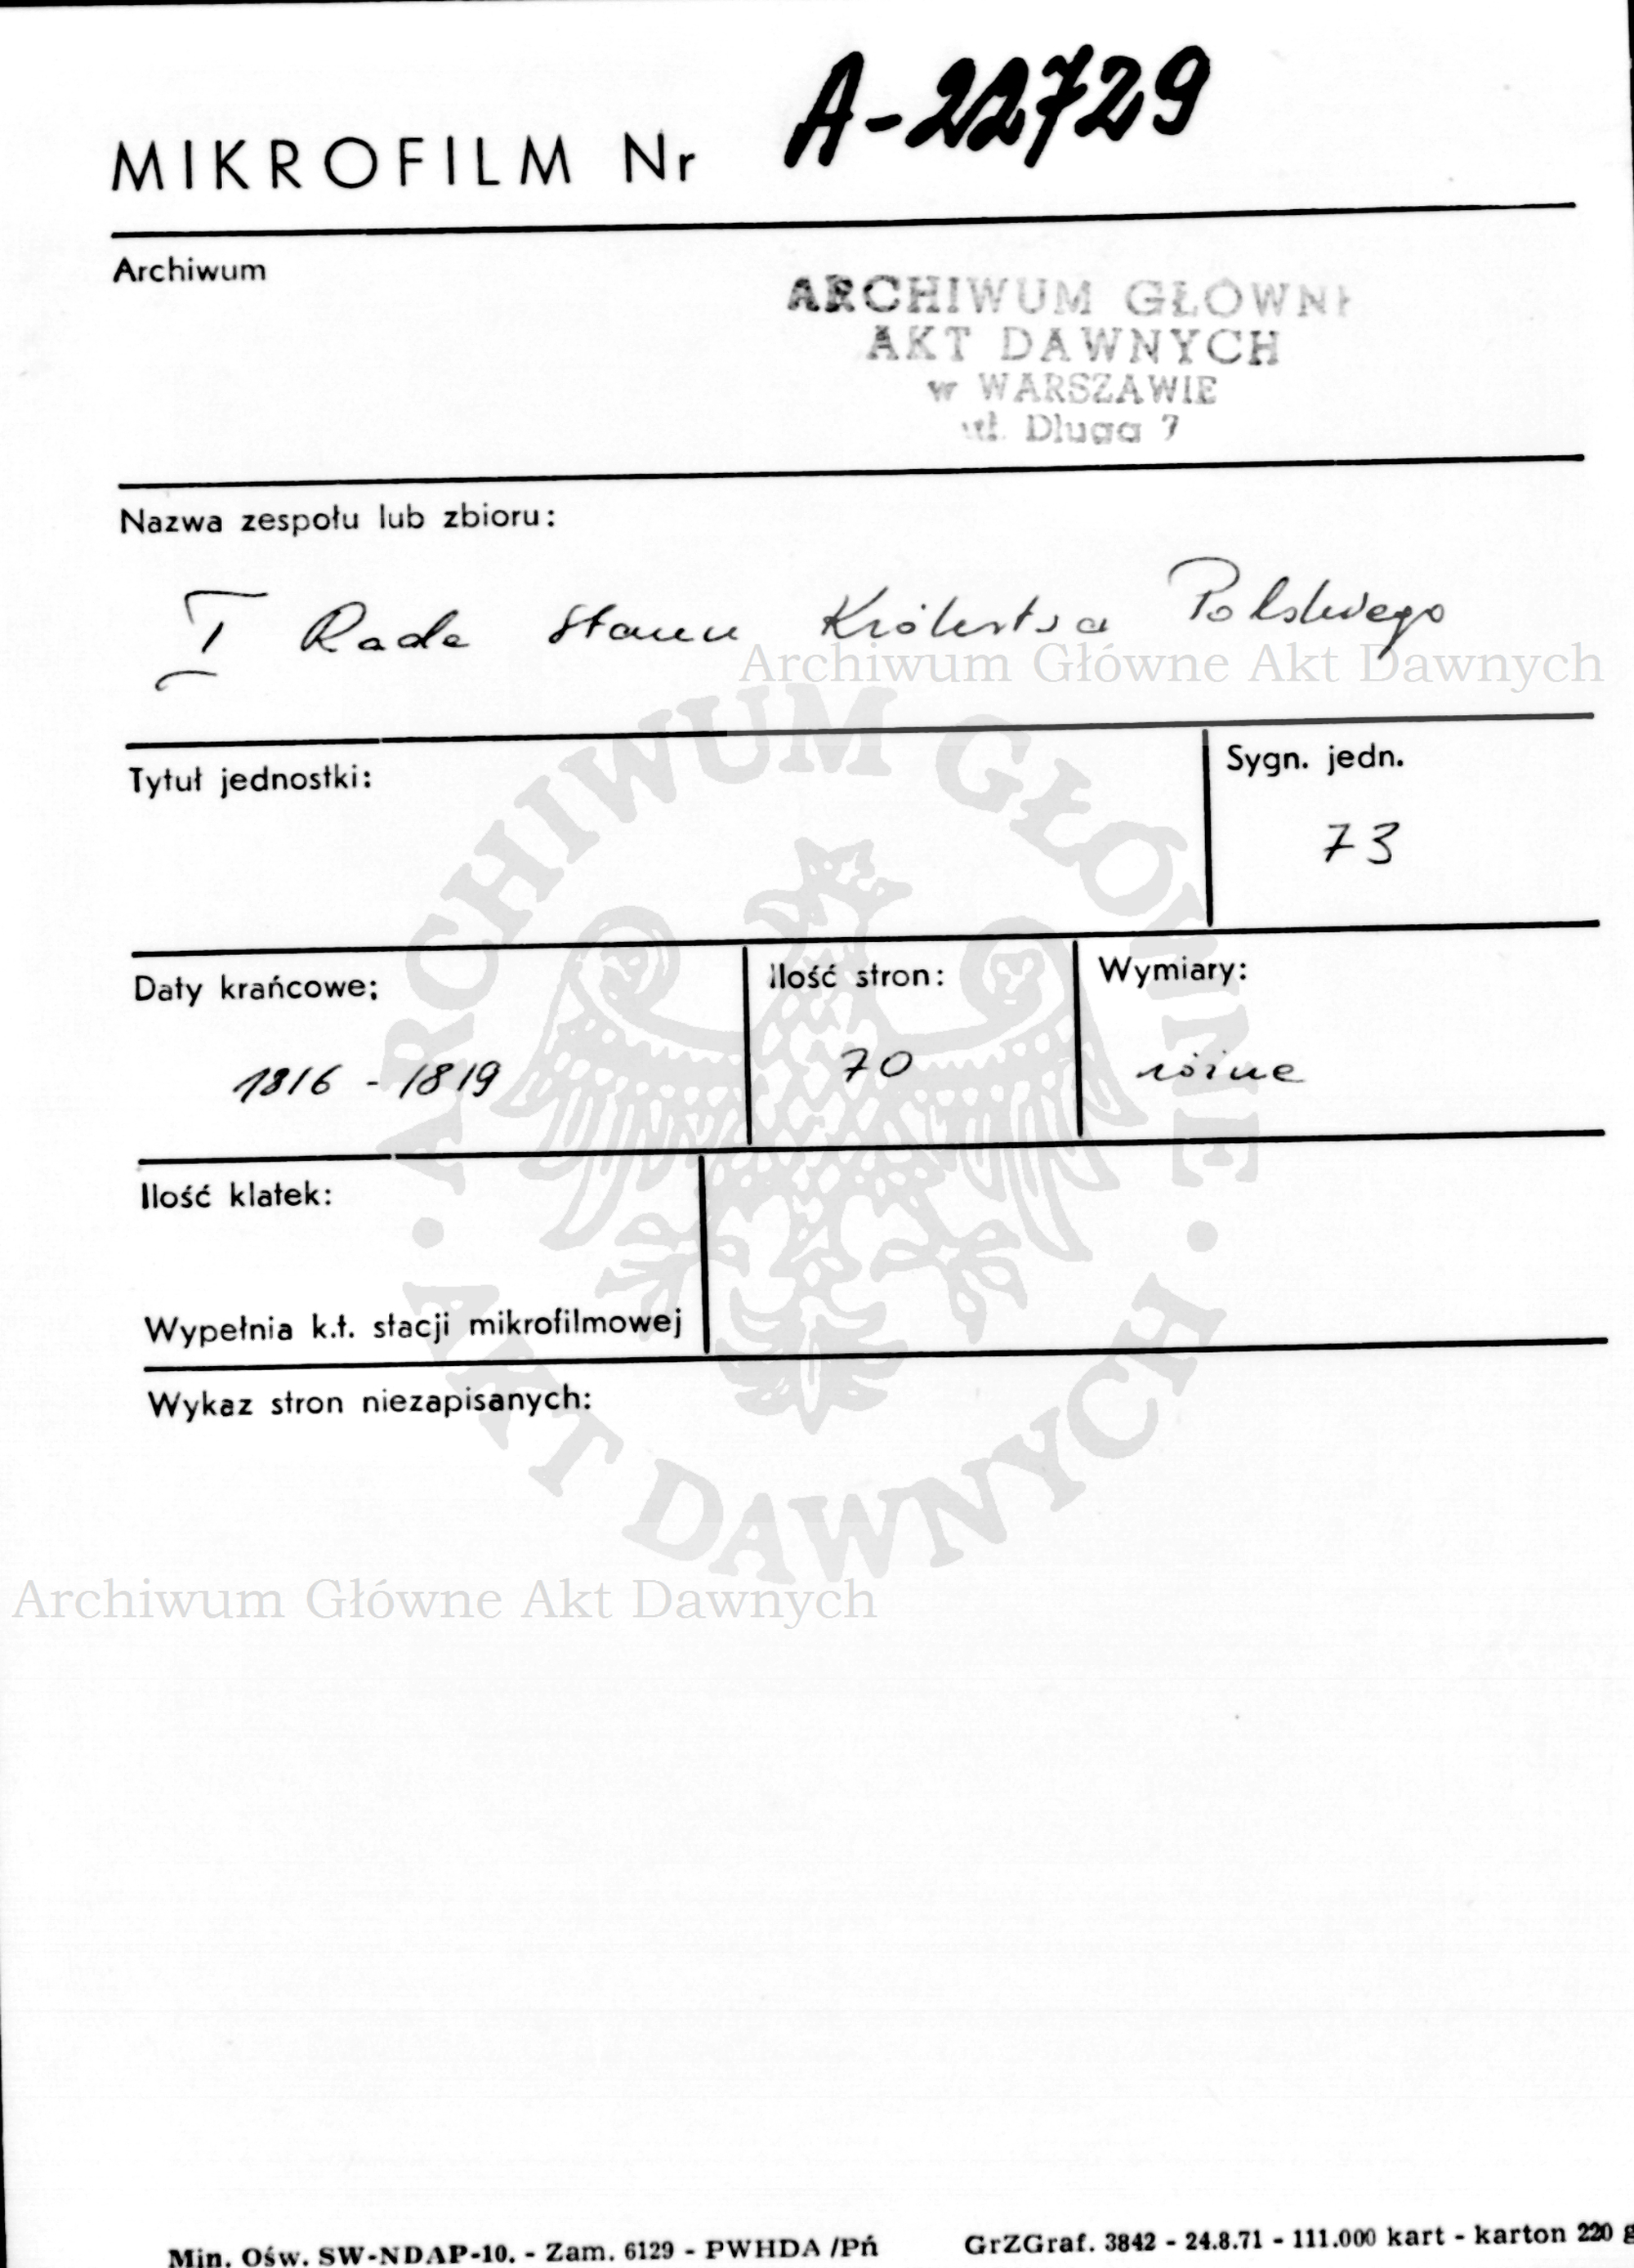 MIKROFILM Nr A-22729
Archiwum
ARCHIWUM GŁÓWNE
AKT DAWNYCH
w WARSZAWIE
ul. Długa 7
Nazwa zespołu lub zbioru:
I Rada Stanu Królestwa Polskiego
Archiwum Główne Akt Dawnych
Tytuł jednostki:
Sygn. jedn.
73
ARCHIWUM GŁÓWNE · AKT DAWNYCH ·
Daty krańcowe:
Ilość stron:
Wymiary:
1816 - 1819
70
różne
Ilość klatek:
Wypełnia k.t. stacji mikrofilmowej
Wykaz stron niezapisanych:
Archiwum Główne Akt Dawnych
Min. Ośw. SW-NDAP-10. - Zam. 6129 - PWHDA /Pń
GrZGraf. 3842 - 24.8.71 - 111.000 kart - karton 220 g